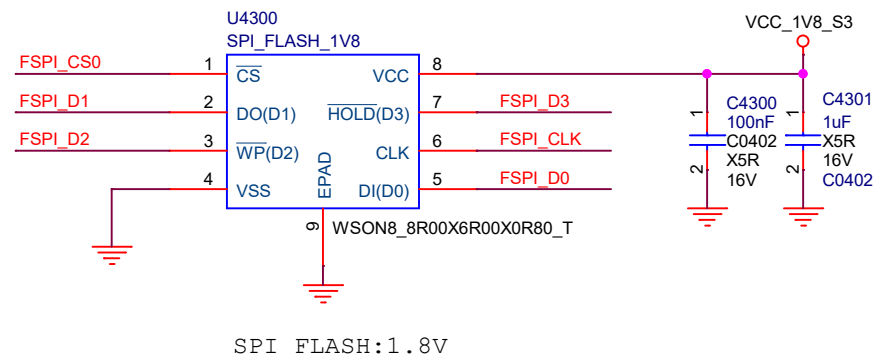 U4300
SPI_FLASH_1V8
VCC_1V8_S3
FSPI_CS0
1
CS
VCC
8
FSPI_D1
2
DO(D1)
HOLD(D3)
7
FSPI_D3
FSPI_D2
3
WP(D2)
CLK
6
FSPI_CLK
4
VSS
EPAD
DI(D0)
5
FSPI_D0
9
WSON8_8R00X6R00X0R80_T
1
2
C4300
100nF
C0402
X5R
16V
1
2
C4301
1uF
X5R
16V
C0402
SPI FLASH:1.8V